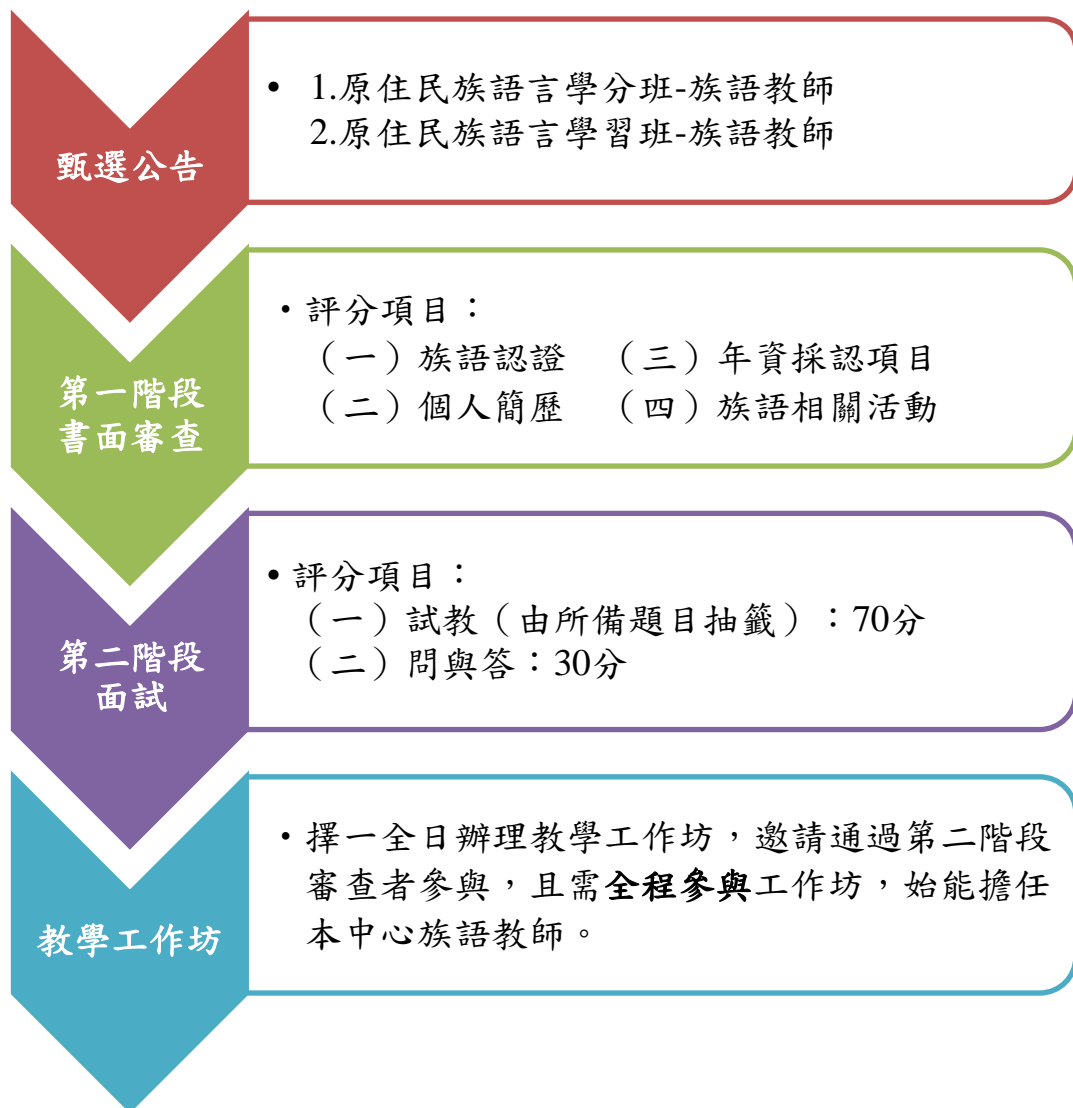 甄選公告
• 1.原住民族語言學分班-族語教師
2.原住民族語言學習班-族語教師
第一階段
書面審查
•評分項目：
（一）族語認證　（三）年資採認項目
（二）個人簡歷　（四）族語相關活動
第二階段
面試
•評分項目：
（一）試教（由所備題目抽籤）：70分
（二）問與答：30分
教學工作坊
•擇一全日辦理教學工作坊，邀請通過第二階段
審查者參與，且需全程參與工作坊，始能擔任
本中心族語教師。